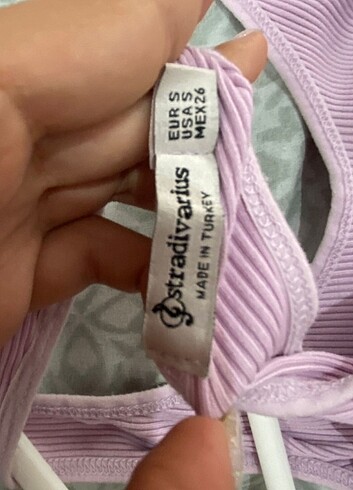 EUR S
USA S
MEX 26
stradivarius
MADE IN TURKEY